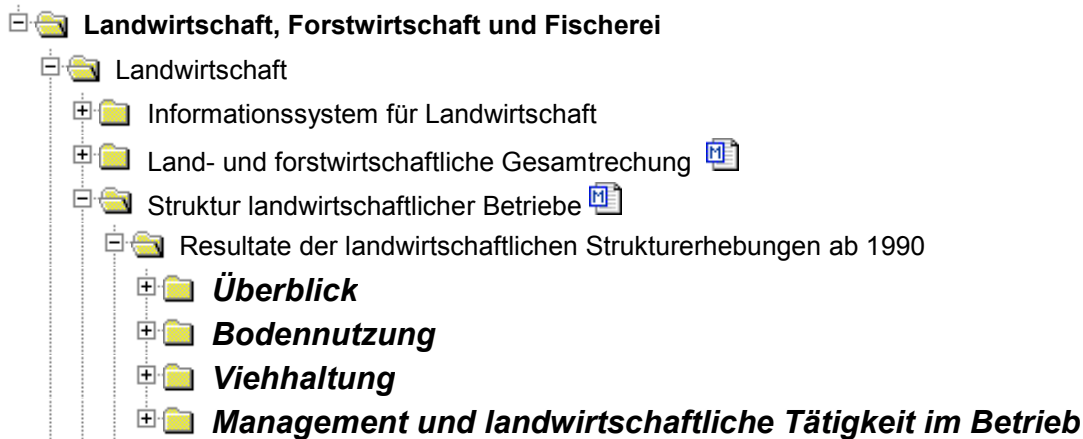 Landwirtschaft, Forstwirtschaft und Fischerei
Landwirtschaft
Informationssystem für Landwirtschaft
Land- und forstwirtschaftliche Gesamtrechung M
Struktur landwirtschaftlicher Betriebe M
Resultate der landwirtschaftlichen Strukturerhebungen ab 1990
Überblick
Bodennutzung
Viehhaltung
Management und landwirtschaftliche Tätigkeit im Betrieb